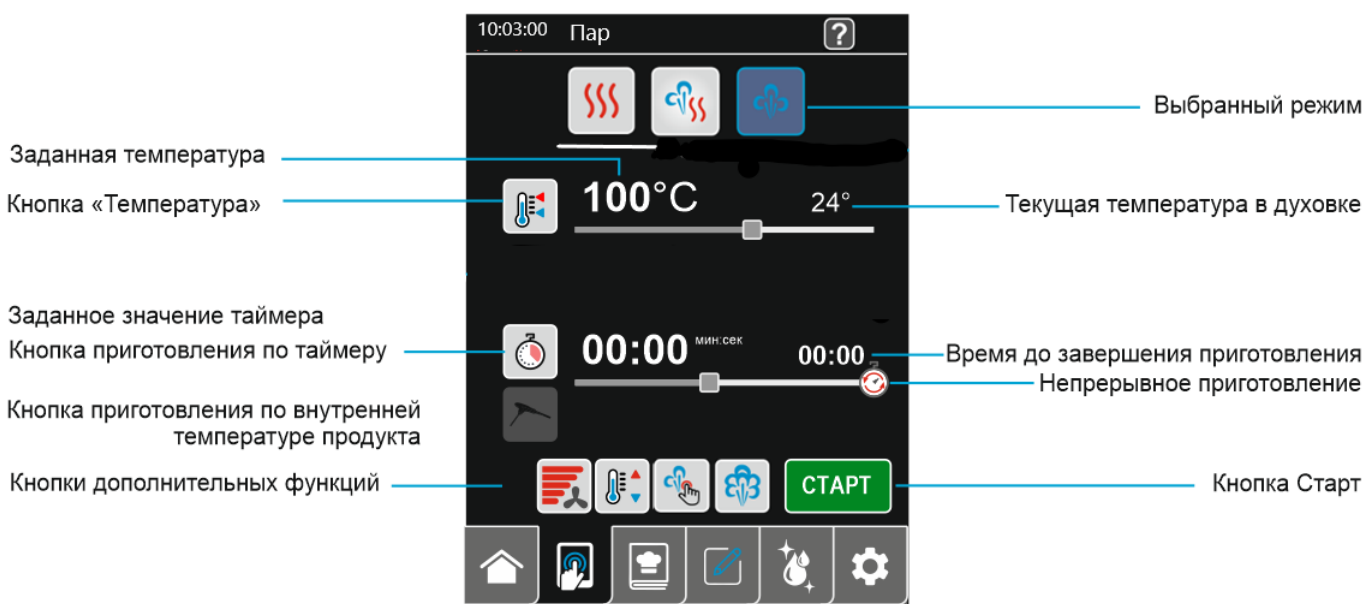 10:03:00 Пар ?
Выбранный режим
Заданная температура
Кнопка «Температура»
100°C
24°
Текущая температура в духовке
Заданное значение таймера
Кнопка приготовления по таймеру
00:00 мин:сек
00:00
Время до завершения приготовления
Непрерывное приготовление
Кнопка приготовления по внутренней
температуре продукта
Кнопки дополнительных функций
СТАРТ
Кнопка Старт